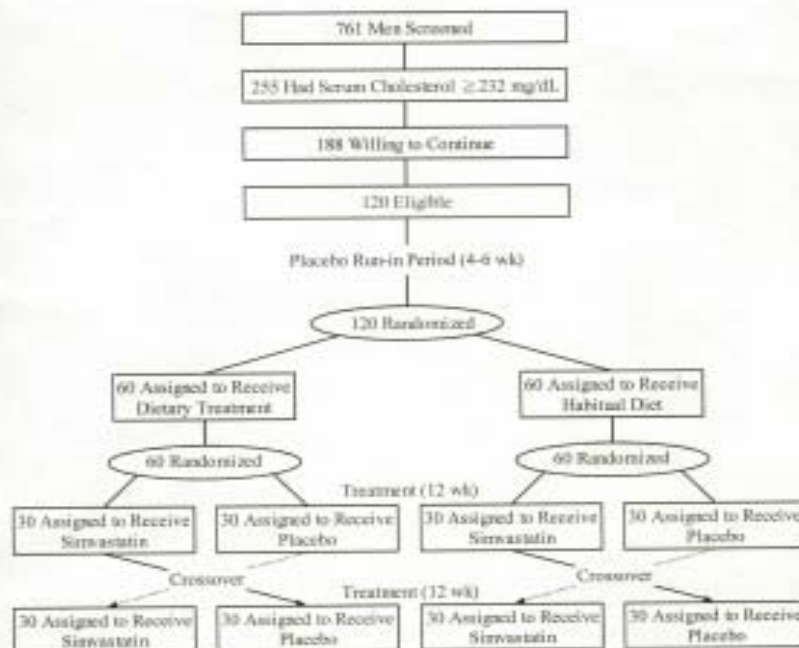 761 Men Screened
255 Had Serum Cholesterol ≥232 mg/dL
188 Willing to Continue
120 Eligible
Placebo Run-in Period (4-6 wk)
120 Randomized
60 Assigned to Receive
Dietary Treatment
60 Assigned to Receive
Habitual Diet
60 Randomized
60 Randomized
Treatment (12 wk)
30 Assigned to Receive
Simvastatin
30 Assigned to Receive
Placebo
30 Assigned to Receive
Simvastatin
30 Assigned to Receive
Placebo
Crossover
Crossover
Treatment (12 wk)
30 Assigned to Receive
Simvastatin
30 Assigned to Receive
Placebo
30 Assigned to Receive
Simvastatin
30 Assigned to Receive
Placebo